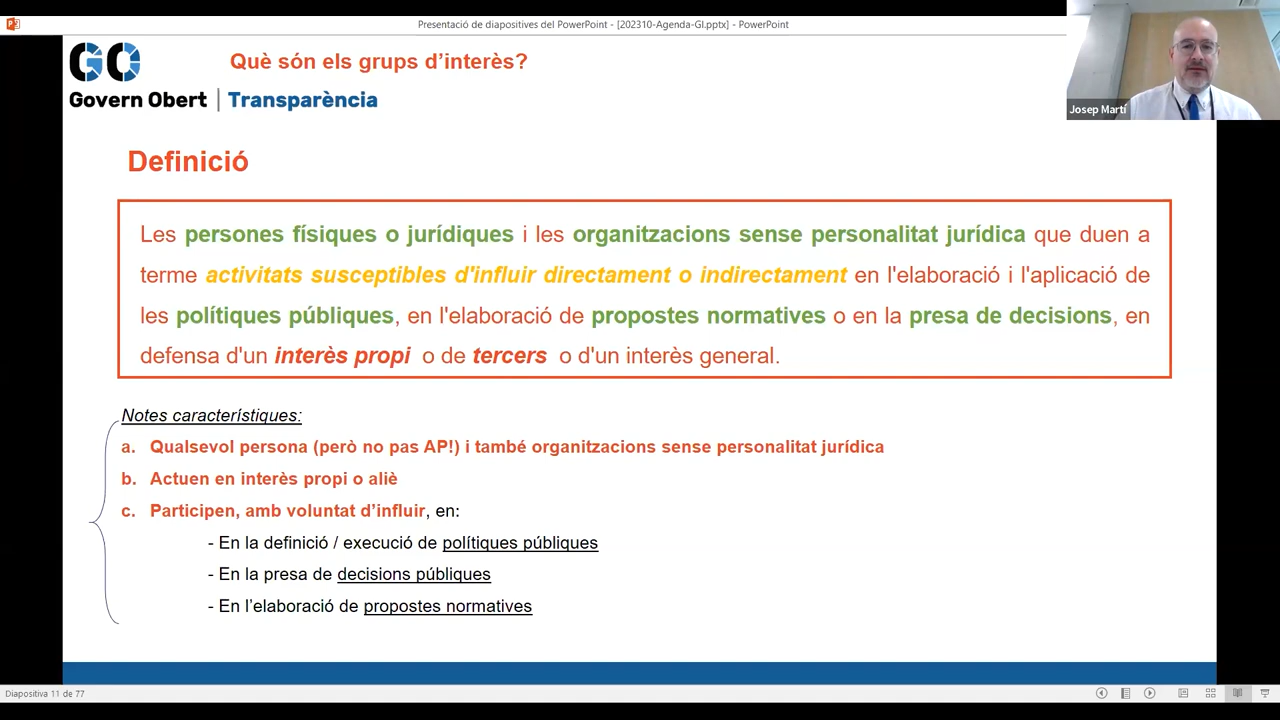 Presentació de diapositives del PowerPoint - [202310-Agenda-GI.pptx] - PowerPoint
GO
Què són els grups d’interès?
Govern Obert | Transparència
Josep Martí
Definició
Les persones físiques o jurídiques i les organitzacions sense personalitat jurídica que duen a
terme activitats susceptibles d'influir directament o indirectament en l'elaboració i l'aplicació de
les polítiques públiques, en l'elaboració de propostes normatives o en la presa de decisions, en
defensa d'un interès propi o de tercers o d'un interès general.
Notes característiques:
a. Qualsevol persona (però no pas AP!) i també organitzacions sense personalitat jurídica
b. Actuen en interès propi o aliè
c. Participen, amb voluntat d’influir, en:
- En la definició / execució de polítiques públiques
- En la presa de decisions públiques
- En l’elaboració de propostes normatives
Diapositiva 11 de 77